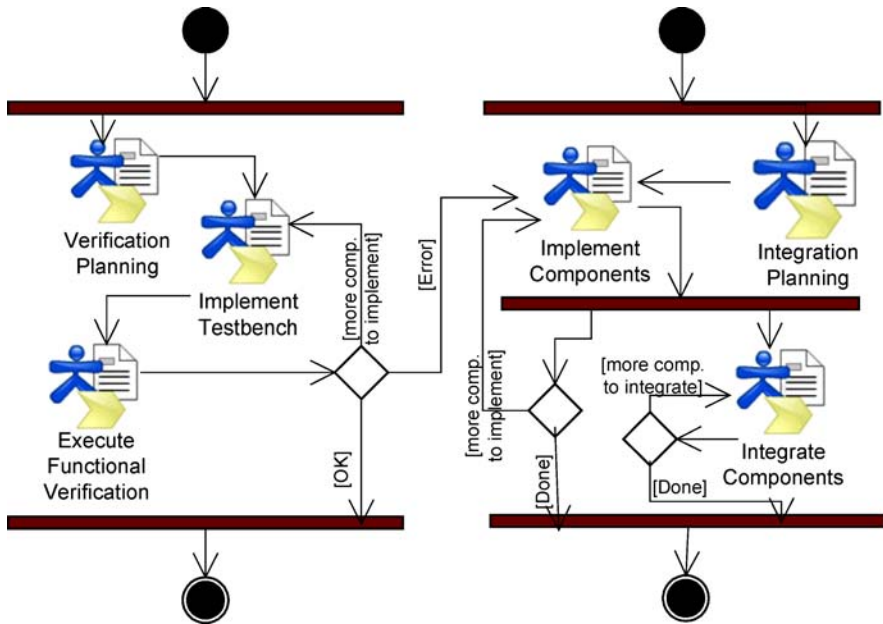 Verification
Planning
Implement
Testbench
[more comp.
to implement]
[Error]
Execute
Functional
Verification
[OK]
Implement
Components
Integration
Planning
[more comp.
to implement]
[more comp.
to integrate]
Integrate
Components
[Done]
[Done]